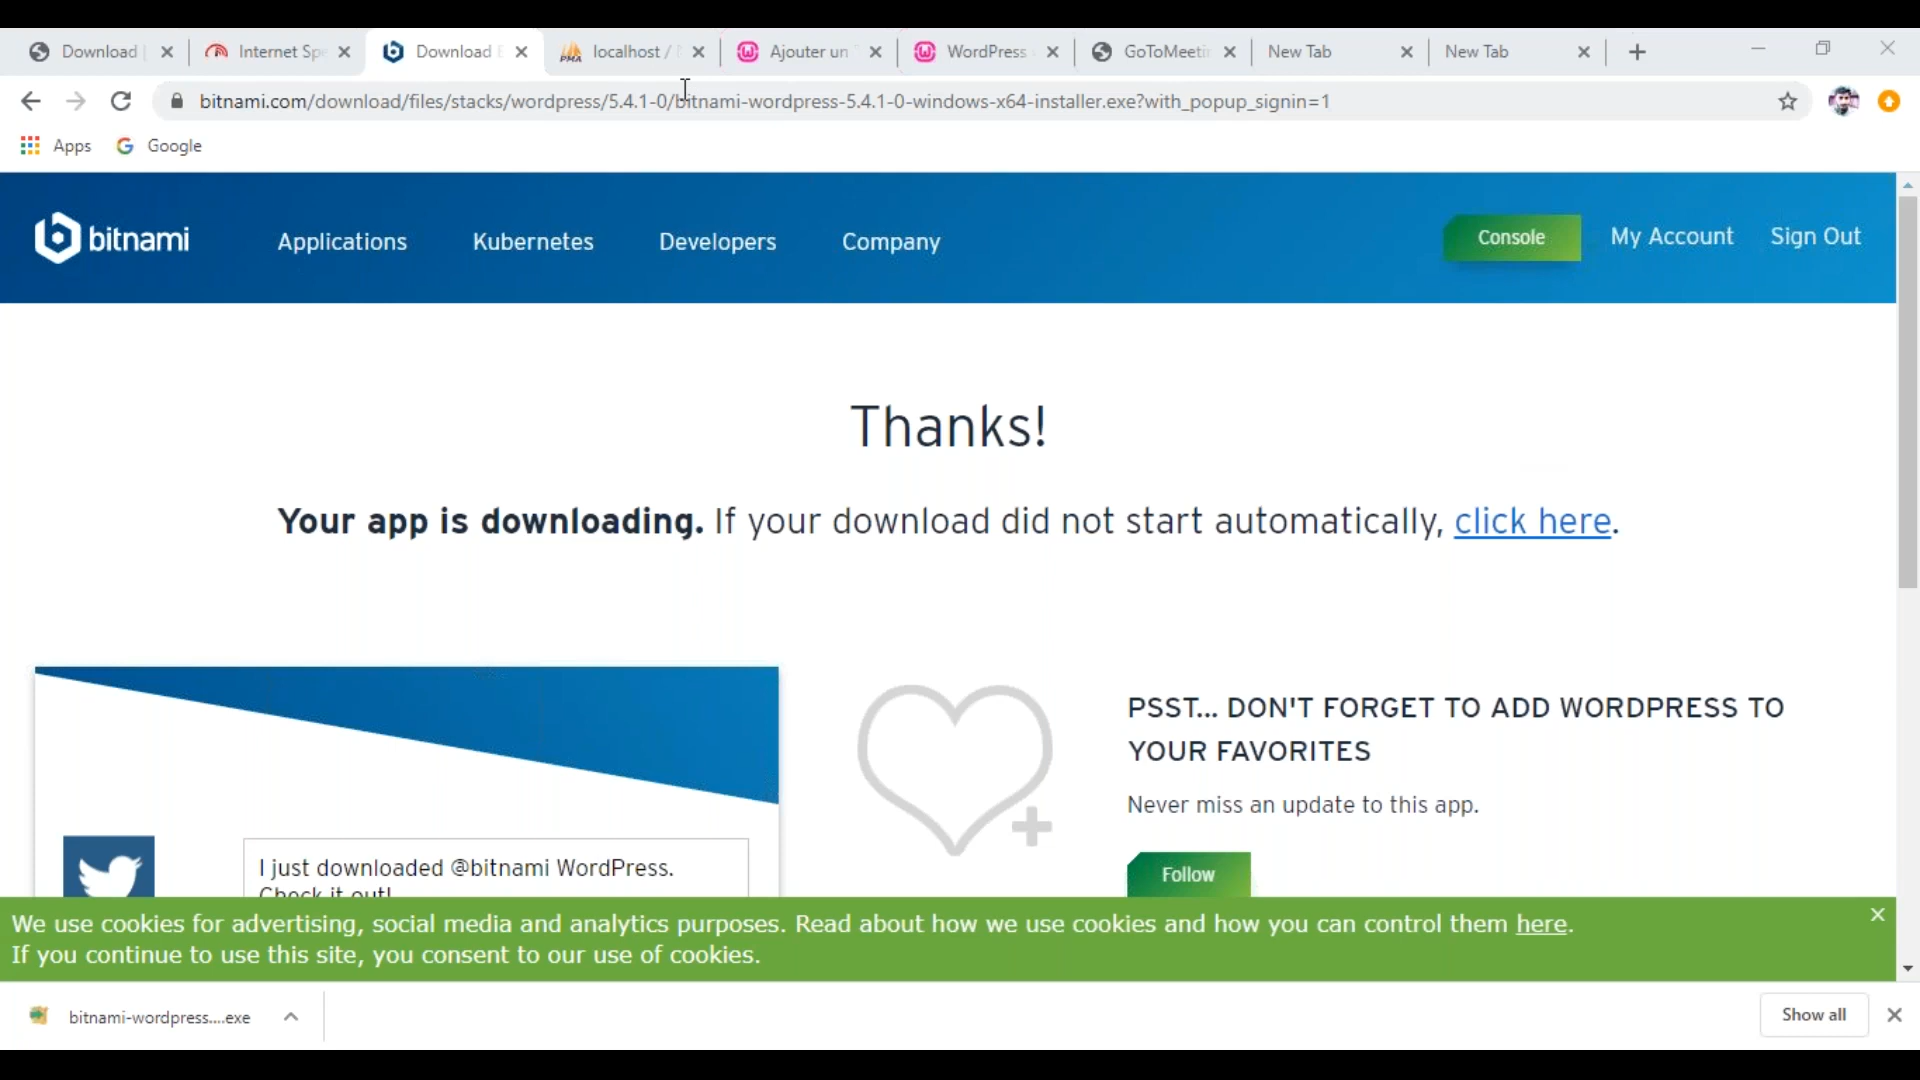 Download
Internet Sp
Download
localhost /
Ajouter un
WordPress
GoToMeeti
New Tab
New Tab
bitnami.com/download/files/stacks/wordpress/5.4.1-0/bitnami-wordpress-5.4.1-0-windows-x64-installer.exe?with_popup_signin=1
Apps
Google
bitnami
Applications
Kubernetes
Developers
Company
Console
My Account
Sign Out
Thanks!
Your app is downloading. If your download did not start automatically, click here.
PSST... DON'T FORGET TO ADD WORDPRESS TO
YOUR FAVORITES
Never miss an update to this app.
Follow
I just downloaded @bitnami WordPress.
Check it out!
We use cookies for advertising, social media and analytics purposes. Read about how we use cookies and how you can control them here.
If you continue to use this site, you consent to our use of cookies.
bitnami-wordpress....exe
Show all